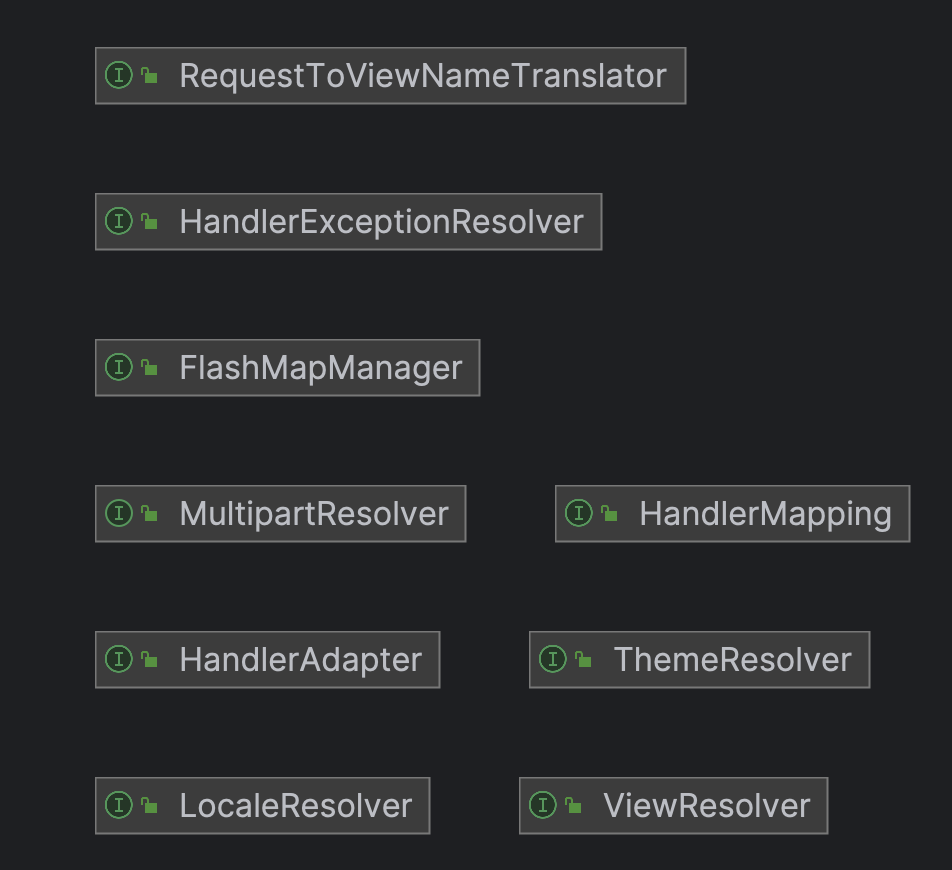 RequestToViewNameTranslator
HandlerExceptionResolver
FlashMapManager
MultipartResolver
HandlerMapping
HandlerAdapter
ThemeResolver
LocaleResolver
ViewResolver